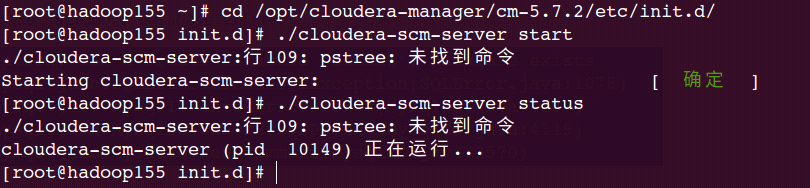 [root@hadoop155 ~]# cd /opt/cloudera-manager/cm-5.7.2/etc/init.d/
[root@hadoop155 init.d]# ./cloudera-scm-server start
./cloudera-scm-server:行109: pstree: 未找到命令
Starting cloudera-scm-server: [ 确定 ]
[root@hadoop155 init.d]# ./cloudera-scm-server status
./cloudera-scm-server:行109: pstree: 未找到命令
cloudera-scm-server (pid 10149) 正在运行...
[root@hadoop155 init.d]#